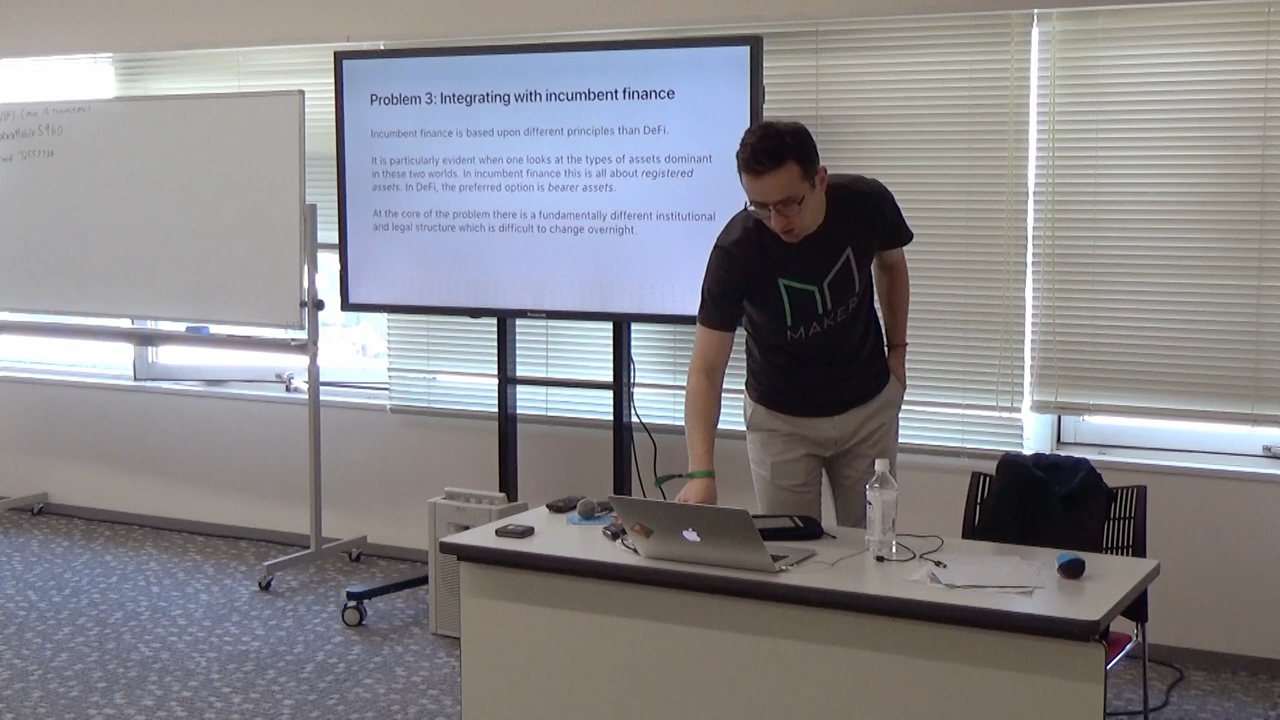 5960
Problem 3: Integrating with incumbent finance
Incumbent finance is based upon different principles than DeFi.
It is particularly evident when one looks at the types of assets dominant
in these two worlds. In incumbent finance this is all about registered
assets. In DeFi, the preferred option is bearer assets.
At the core of the problem there is a fundamentally different institutional
and legal structure which is difficult to change overnight.
Panasonic
MAKER